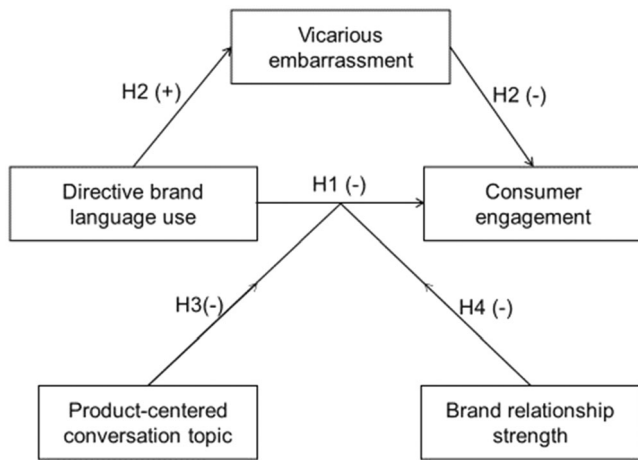 Vicarious
embarrassment
H2 (+)
H2 (-)
Directive brand
language use
H1 (-)
Consumer
engagement
H3(-)
H4 (-)
Product-centered
conversation topic
Brand relationship
strength